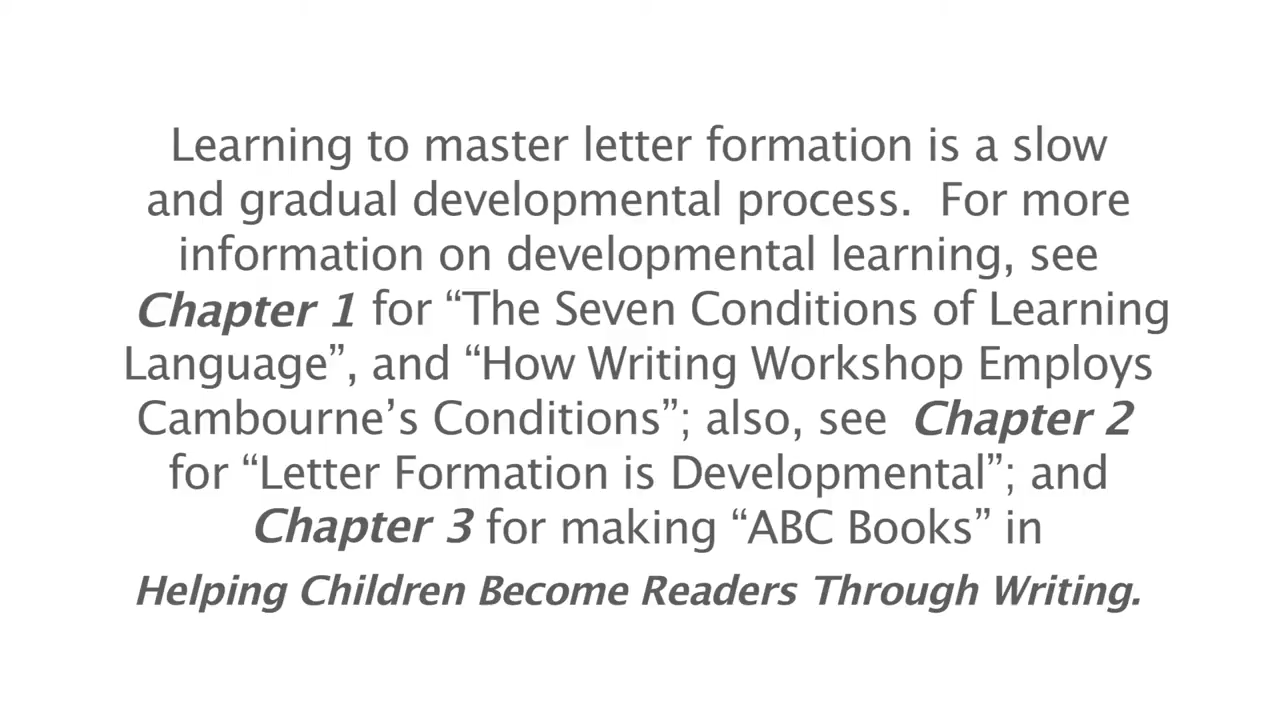 Learning to master letter formation is a slow
and gradual developmental process.  For more
information on developmental learning, see
Chapter 1 for “The Seven Conditions of Learning
Language”, and “How Writing Workshop Employs
Cambourne’s Conditions”; also, see  Chapter 2
for “Letter Formation is Developmental”; and
Chapter 3 for making “ABC Books” in
Helping Children Become Readers Through Writing.